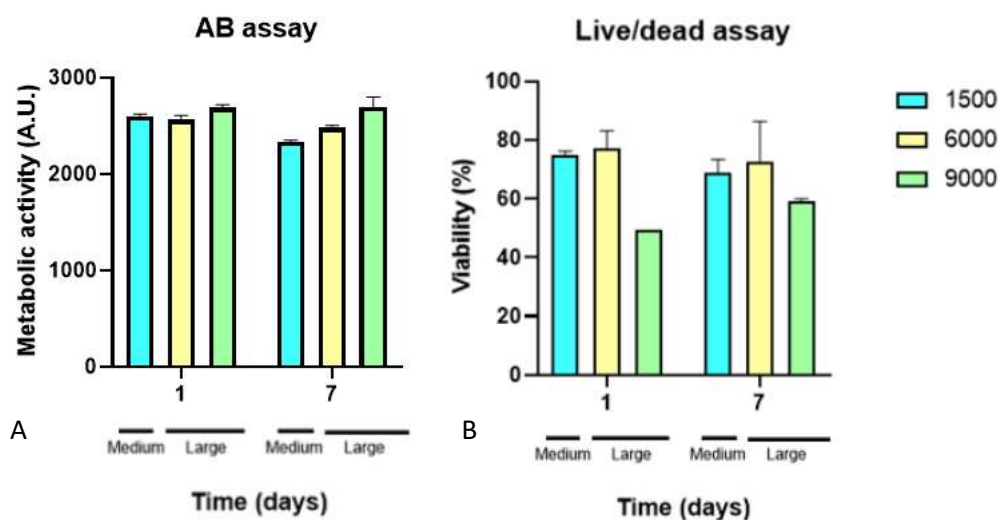 AB assay
Metabolic activity (A.U.)
3000
2000
1000
0
1 7
Medium Large Medium Large
Time (days)
A
Live/dead assay
Viability (%)
100
80
60
40
20
0
1 7
Medium Large Medium Large
Time (days)
B
1500
6000
9000